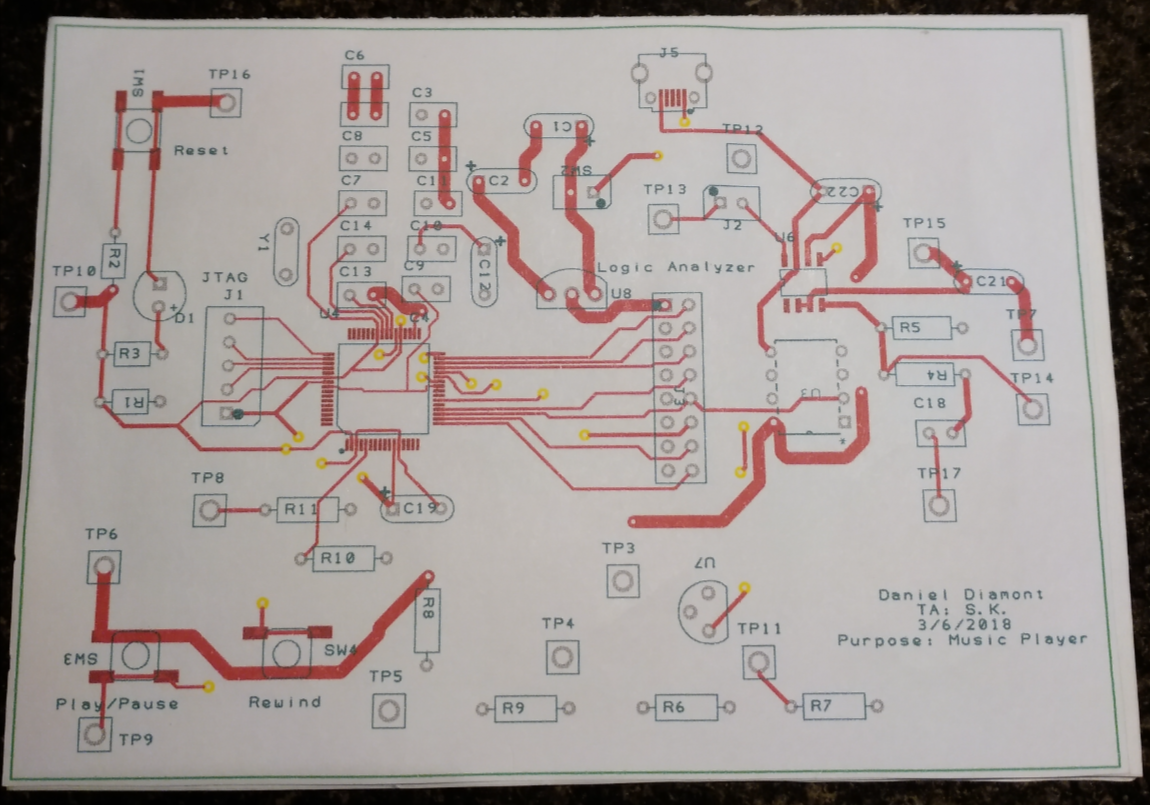 C6
J5
SW1
TP16
C3
C1
TP12
C8
C5
Reset
SW2
C2
C22
C7
C11
TP13
J2
C14
C10
U6
TP15
Y1
R2
C12
TP10
JTAG
C13
C9
Logic Analyzer
C21
J1
U8
D1
U4
C4
TP7
R5
R3
R4
TP14
R1
J3
U3
C18
TP8
TP17
R11
C19
TP6
R10
TP3
U7
R8
Daniel Diamont
TA: S.K.
3/6/2018
Purpose: Music Player
TP4
TP11
SW3
SW4
TP5
Play/Pause
Rewind
R9
R6
R7
TP9